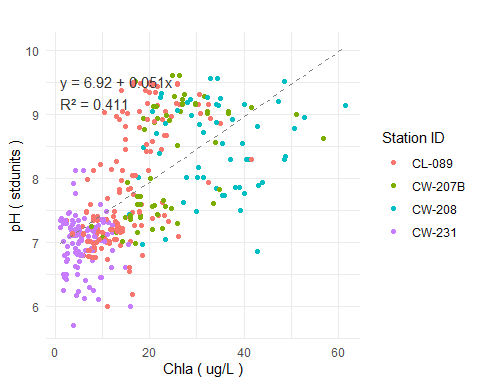 10
y = 6.92 + 0.051x
R² = 0.411
9
8
7
6
pH ( stdunits )
0
20
40
60
Chla ( ug/L )
Station ID
CL-089
CW-207B
CW-208
CW-231